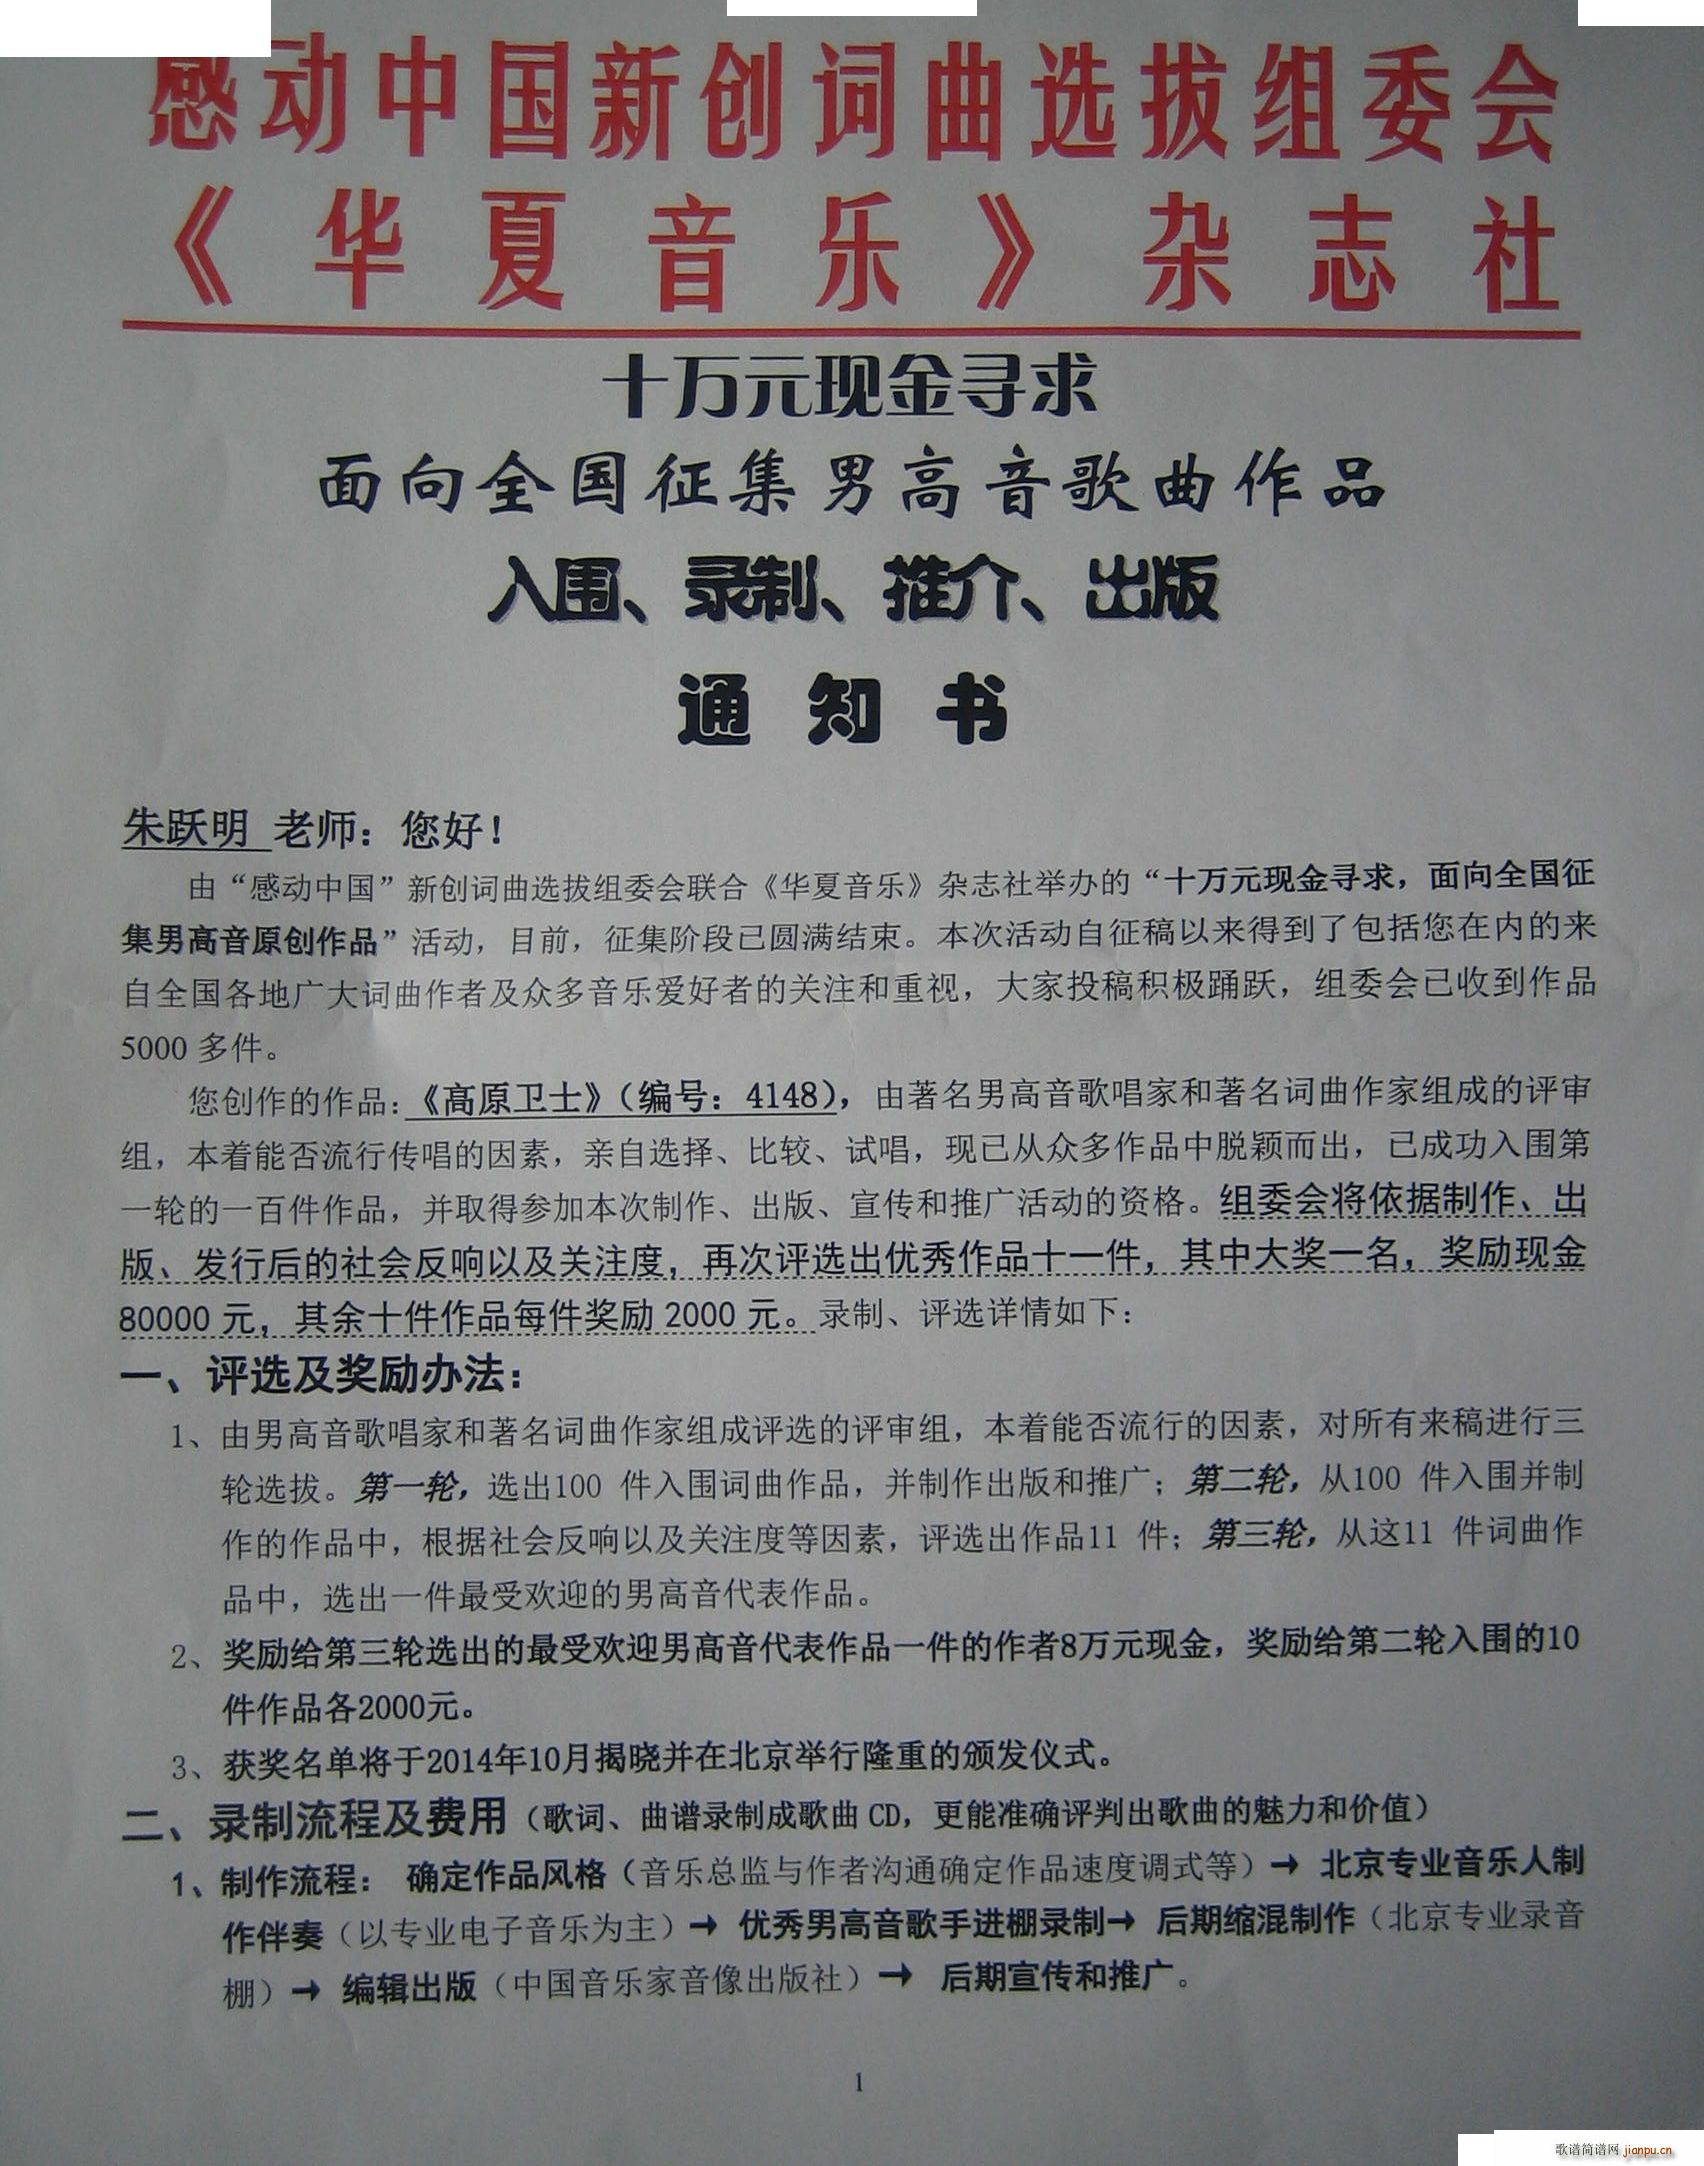 感动中国新创词曲选拔组委会
《华夏音乐》杂志社
十万元现金寻求
面向全国征集男高音歌曲作品
入围、录制、推介、出版
通知书
朱跃明 老师：您好！
由“感动中国”新创词曲选拔组委会联合《华夏音乐》杂志社举办的“十万元现金寻求，面向全国征
集男高音原创作品”活动，目前，征集阶段已圆满结束。本次活动自征稿以来得到了包括您在内的来
自全国各地广大词曲作者及众多音乐爱好者的关注和重视，大家投稿积极踊跃，组委会已收到作品
5000 多件。
您创作的作品：《高原卫士》（编号：4148），由著名男高音歌唱家和著名词曲作家组成的评审
组，本着能否流行传唱的因素，亲自选择、比较、试唱，现已从众多作品中脱颖而出，已成功入围第
一轮的一百件作品，并取得参加本次制作、出版、宣传和推广活动的资格。组委会将依据制作、出
版、发行后的社会反响以及关注度，再次评选出优秀作品十一件，其中大奖一名，奖励现金
80000 元，其余十件作品每件奖励 2000 元。录制、评选详情如下：
一、评选及奖励办法：
1、由男高音歌唱家和著名词曲作家组成评选的评审组，本着能否流行的因素，对所有来稿进行三
轮选拔。第一轮，选出100 件入围词曲作品，并制作出版和推广；第二轮，从100 件入围并制
作的作品中，根据社会反响以及关注度等因素，评选出作品11 件；第三轮，从这11 件词曲作
品中，选出一件最受欢迎的男高音代表作品。
2、奖励给第三轮选出的最受欢迎男高音代表作品一件的作者8万元现金，奖励给第二轮入围的10
件作品各2000元。
3、获奖名单将于2014年10月揭晓并在北京举行隆重的颁发仪式。
二、录制流程及费用（歌词、曲谱录制成歌曲 CD，更能准确评判出歌曲的魅力和价值）
1、制作流程： 确定作品风格（音乐总监与作者沟通确定作品速度调式等）→ 北京专业音乐人制
作伴奏（以专业电子音乐为主）→ 优秀男高音歌手进棚录制→ 后期缩混制作（北京专业录音
棚）→ 编辑出版（中国音乐家音像出版社）→ 后期宣传和推广。
1
歌谱简谱网 jianpu.cn